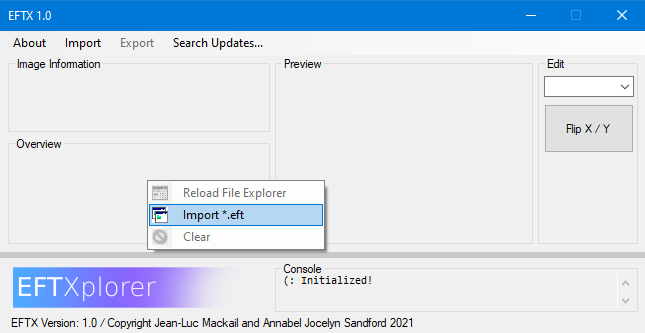 EFTX 1.0
About Import Export Search Updates...
Image Information
Preview
Edit
Flip X / Y
Overview
Reload File Explorer
Import *.eft
Clear
EFTXplorer
Console
(: Initialized!
EFTX Version: 1.0 / Copyright Jean-Luc Mackail and Annabel Jocelyn Sandford 2021